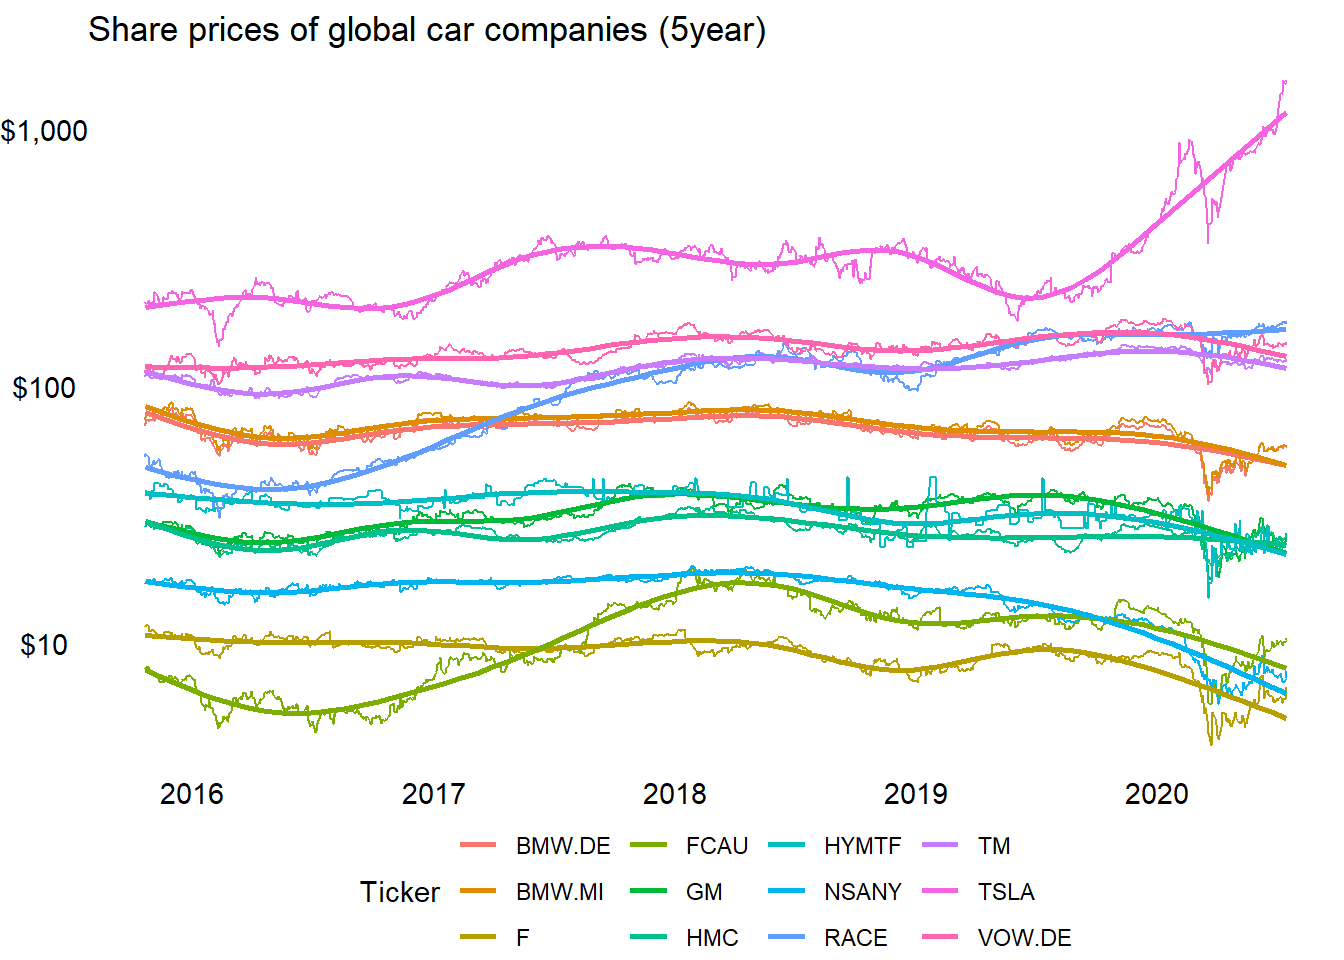 Share prices of global car companies (5year)
$1,000
$100
$10
2016 2017 2018 2019 2020
BMW.DE FCAU HYMTF TM
Ticker BMW.MI GM NSANY TSLA
F HMC RACE VOW.DE